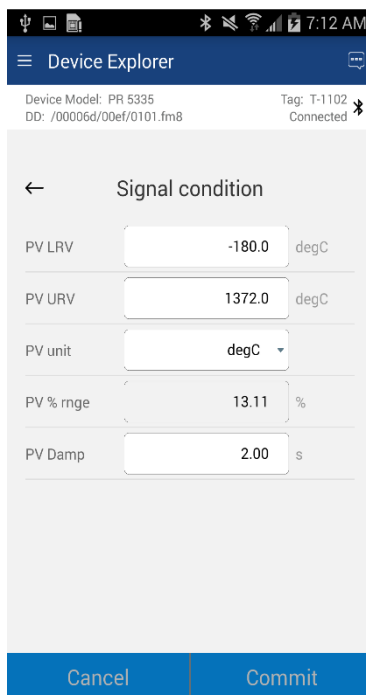 7:12 AM
Device Explorer
Device Model: PR 5335 Tag: T-1102
DD: /00006d/00ef/0101.fm8 Connected
Signal condition
PV LRV -180.0 degC
PV URV 1372.0 degC
PV unit degC
PV % rnge 13.11 %
PV Damp 2.00 s
Cancel Commit